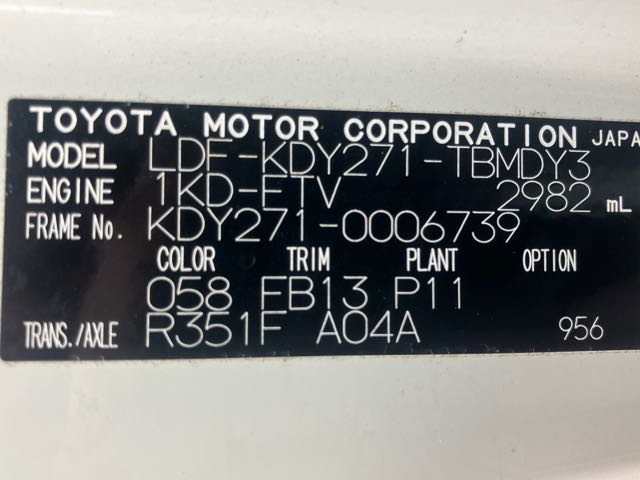 TOYOTA MOTOR CORPORATION JAPA
MODEL LDF-KDY271-TBMDY3
ENGINE 1KD-FTV 2982 mL
FRAME No. KDY271-0006739
COLOR TRIM PLANT OPTION
058 FB13 P11
TRANS./AXLE R351F A04A 956